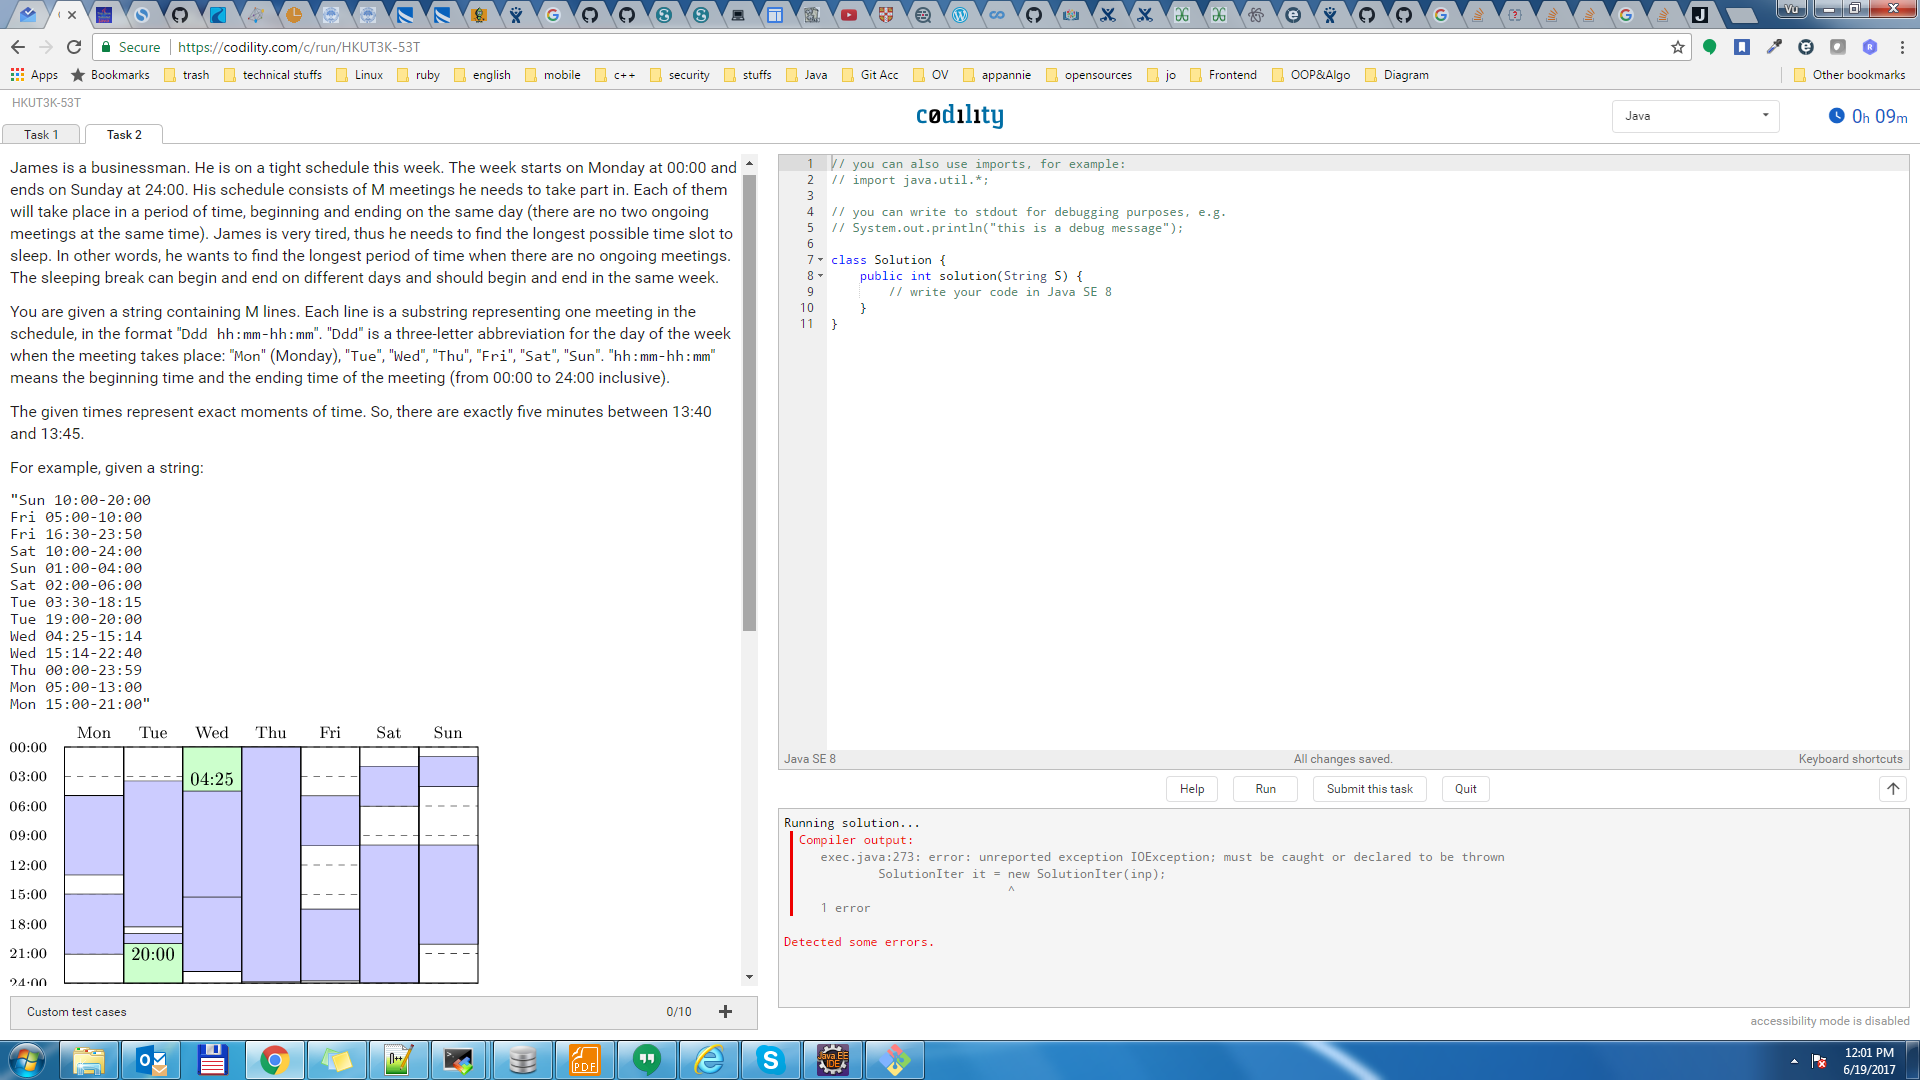 Vu
Secure
https://codility.com/c/run/HKUT3K-53T
Apps Bookmarks trash technical stuffs Linux ruby english mobile c++ security stuffs Java Git Acc OV appannie opensources jo Frontend OOP&Algo Diagram Other bookmarks
HKUT3K-53T
codility
Java
0h 09m
Task 1
Task 2
James is a businessman. He is on a tight schedule this week. The week starts on Monday at 00:00 and
ends on Sunday at 24:00. His schedule consists of M meetings he needs to take part in. Each of them
will take place in a period of time, beginning and ending on the same day (there are no two ongoing
meetings at the same time). James is very tired, thus he needs to find the longest possible time slot to
sleep. In other words, he wants to find the longest period of time when there are no ongoing meetings.
The sleeping break can begin and end on different days and should begin and end in the same week.
You are given a string containing M lines. Each line is a substring representing one meeting in the
schedule, in the format "Ddd hh:mm-hh:mm". "Ddd" is a three-letter abbreviation for the day of the week
when the meeting takes place: "Mon" (Monday), "Tue", "Wed", "Thu", "Fri", "Sat", "Sun". "hh:mm-hh:mm"
means the beginning time and the ending time of the meeting (from 00:00 to 24:00 inclusive).
The given times represent exact moments of time. So, there are exactly five minutes between 13:40
and 13:45.
For example, given a string:
"Sun 10:00-20:00
Fri 05:00-10:00
Fri 16:30-23:50
Sat 10:00-24:00
Sun 01:00-04:00
Sat 02:00-06:00
Tue 03:30-18:15
Tue 19:00-20:00
Wed 04:25-15:14
Wed 15:14-22:40
Thu 00:00-23:59
Mon 05:00-13:00
Mon 15:00-21:00"
Mon Tue Wed Thu Fri Sat Sun
00:00
03:00
04:25
06:00
09:00
12:00
15:00
18:00
21:00
20:00
24:00
Custom test cases
0/10
1 // you can also use imports, for example:
2 // import java.util.*;
3
4 // you can write to stdout for debugging purposes, e.g.
5 // System.out.println("this is a debug message");
6
7 class Solution {
8 public int solution(String S) {
9 // write your code in Java SE 8
10 }
11 }
Java SE 8
All changes saved.
Keyboard shortcuts
Help
Run
Submit this task
Quit
Running solution...
Compiler output:
exec.java:273: error: unreported exception IOException; must be caught or declared to be thrown
SolutionIter it = new SolutionIter(inp);
^
1 error
Detected some errors.
accessibility mode is disabled
12:01 PM
6/19/2017